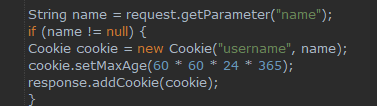 String name = request.getParameter("name");
if (name != null) {
Cookie cookie = new Cookie("username", name);
cookie.setMaxAge(60 * 60 * 24 * 365);
response.addCookie(cookie);
}